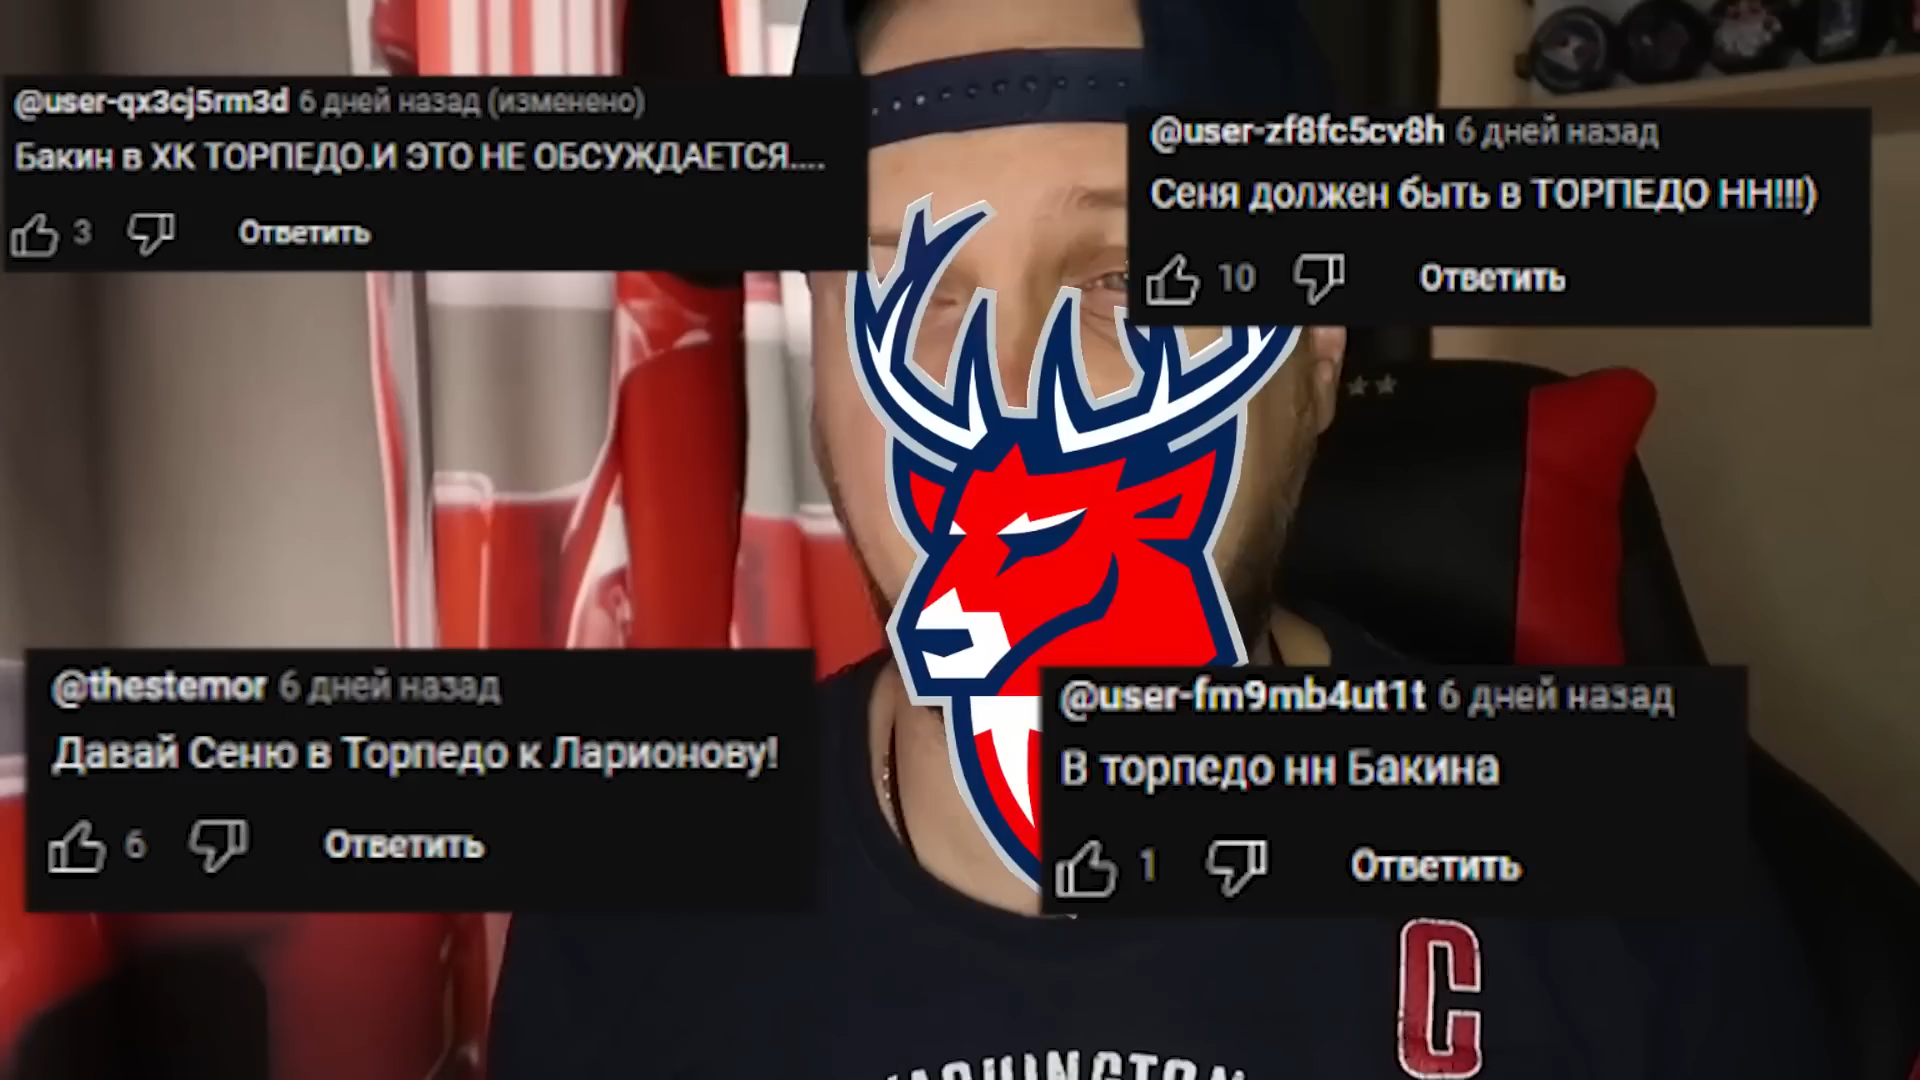 @user-qx3cj5rm3d 6 дней назад (изменено)
Бакин в ХК ТОРПЕДО.И ЭТО НЕ ОБСУЖДАЕТСЯ....
3 Ответить
@user-zf8fc5cv8h 6 дней назад
Сеня должен быть в ТОРПЕДО НН!!!)
10 Ответить
@thestemor 6 дней назад
Давай Сеню в Торпедо к Ларионову!
6 Ответить
@user-fm9mb4ut1t 6 дней назад
В торпедо нн Бакина
1 Ответить
C
WASHINGTON